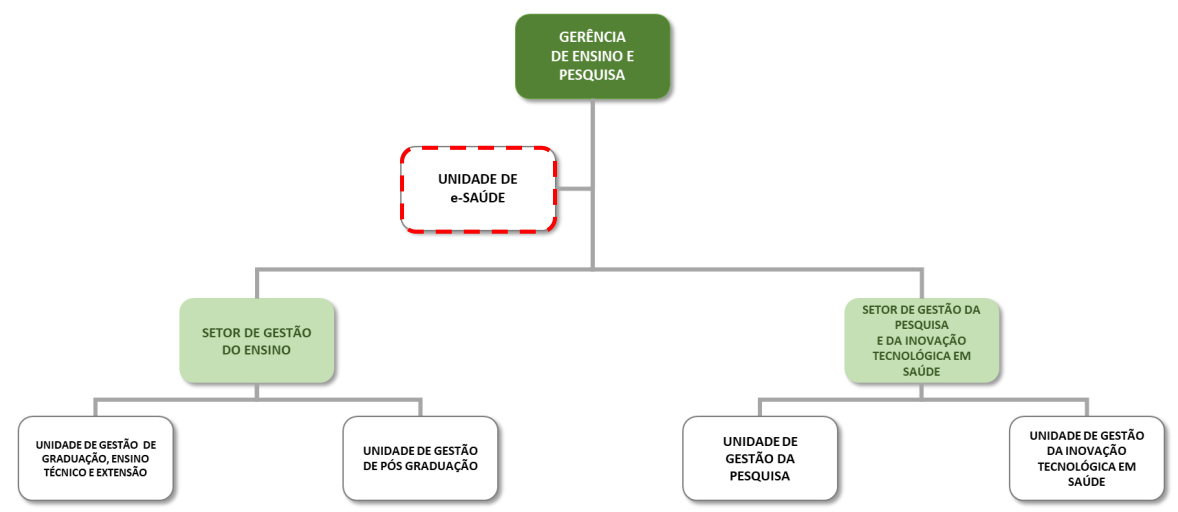 GERÊNCIA
DE ENSINO E
PESQUISA
UNIDADE DE
e-SAÚDE
SETOR DE GESTÃO
DO ENSINO
SETOR DE GESTÃO DA
PESQUISA
E DA INOVAÇÃO
TECNOLÓGICA EM
SAÚDE
UNIDADE DE GESTÃO DE
GRADUAÇÃO, ENSINO
TÉCNICO E EXTENSÃO
UNIDADE DE GESTÃO
DE PÓS GRADUAÇÃO
UNIDADE DE
GESTÃO DA
PESQUISA
UNIDADE DE GESTÃO
DA INOVAÇÃO
TECNOLÓGICA EM
SAÚDE